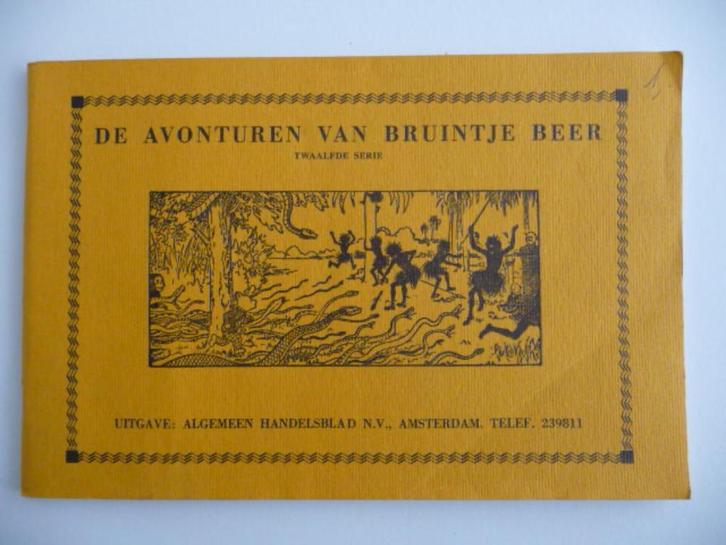 DE AVONTUREN VAN BRUINTJE BEER
TWAALFDE SERIE
UITGAVE: ALGEMEEN HANDELSBLAD N.V., AMSTERDAM. TELEF. 239811